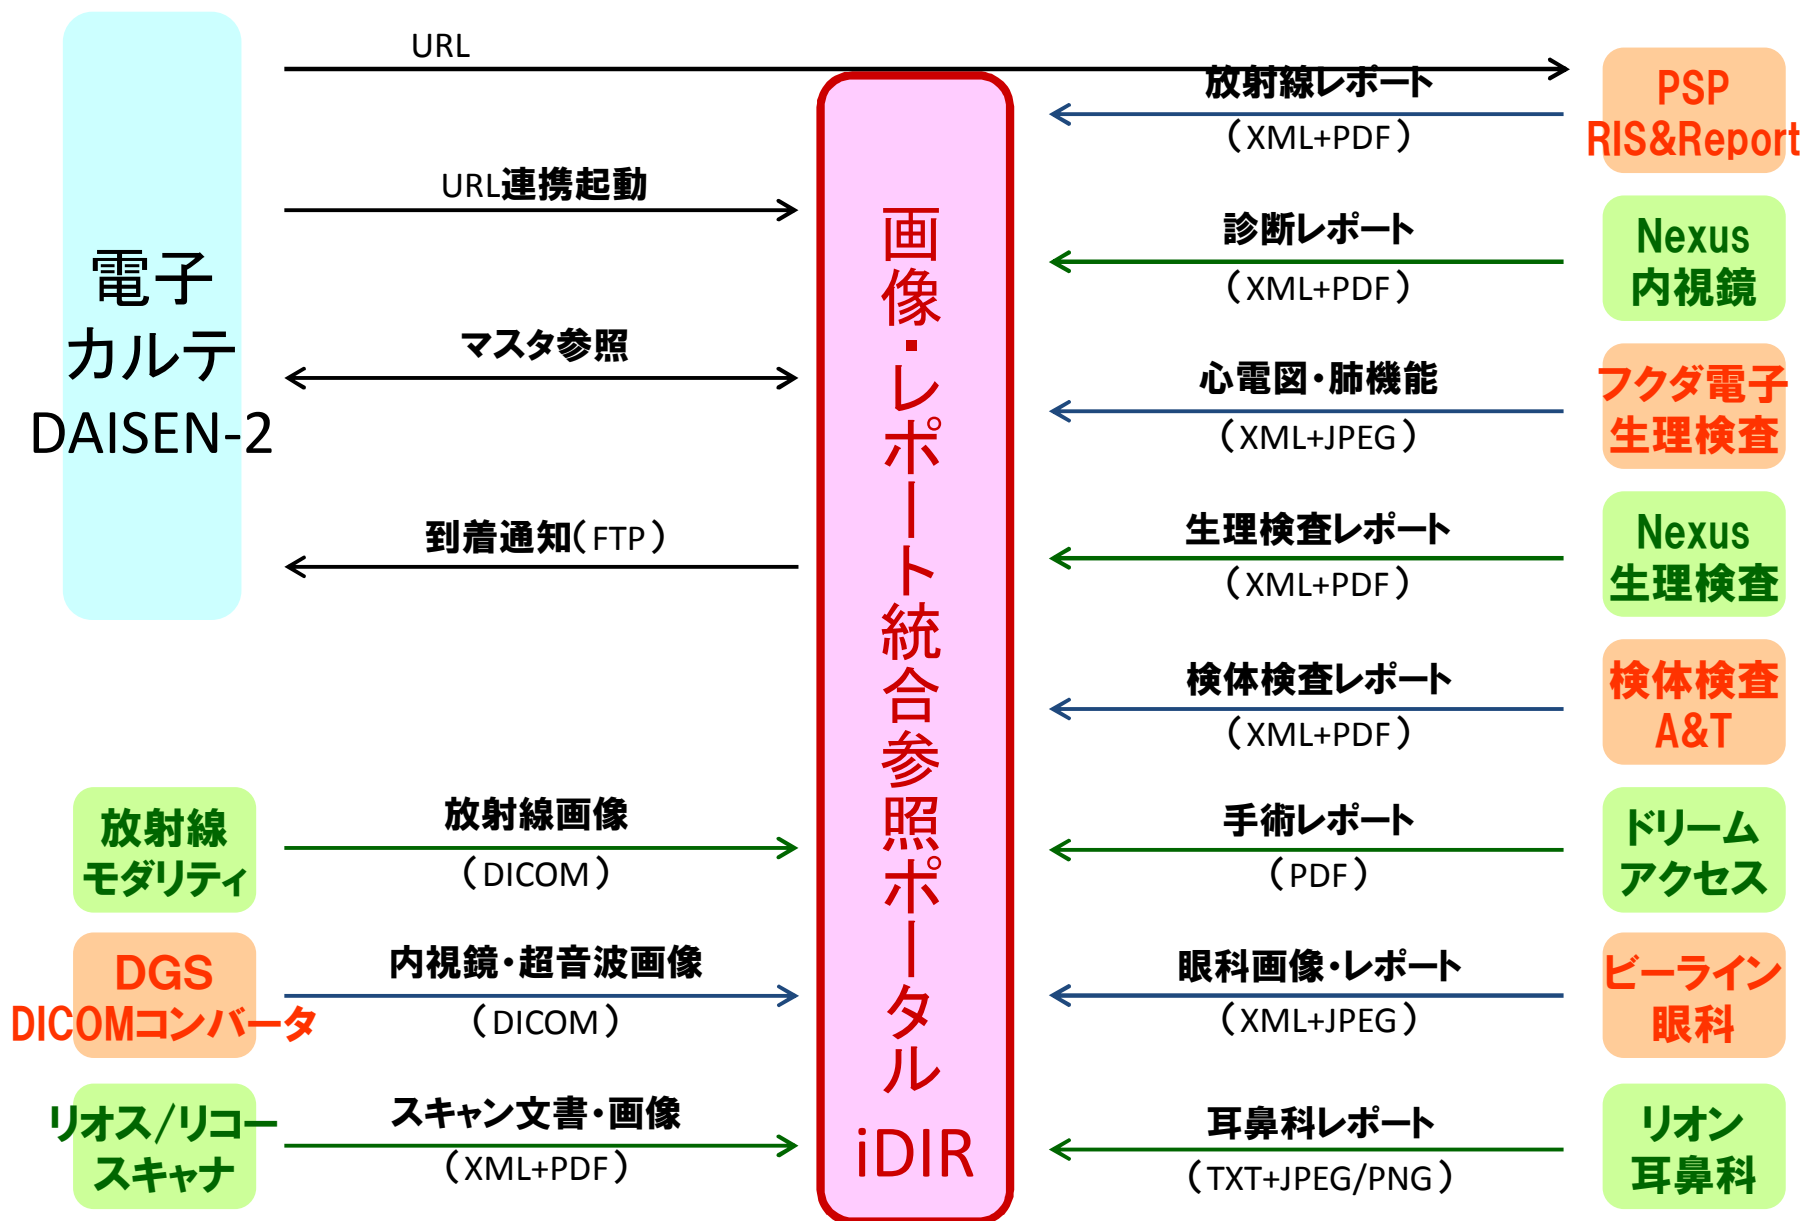 電子
カルテ
DAISEN-2
URL
URL連携起動
マスタ参照
到着通知(FTP)
放射線
モダリティ
放射線画像
(DICOM)
DGS
DICOMコンバータ
内視鏡・超音波画像
(DICOM)
リオス/リコー
スキャナ
スキャン文書・画像
(XML+PDF)
画像・レポート統合参照ポータル
iDIR
放射線レポート
(XML+PDF)
PSP
RIS&Report
診断レポート
(XML+PDF)
Nexus
内視鏡
心電図・肺機能
(XML+JPEG)
フクダ電子
生理検査
生理検査レポート
(XML+PDF)
Nexus
生理検査
検体検査レポート
(XML+PDF)
検体検査
A&T
手術レポート
(PDF)
ドリーム
アクセス
眼科画像・レポート
(XML+JPEG)
ビーライン
眼科
耳鼻科レポート
(TXT+JPEG/PNG)
リオン
耳鼻科